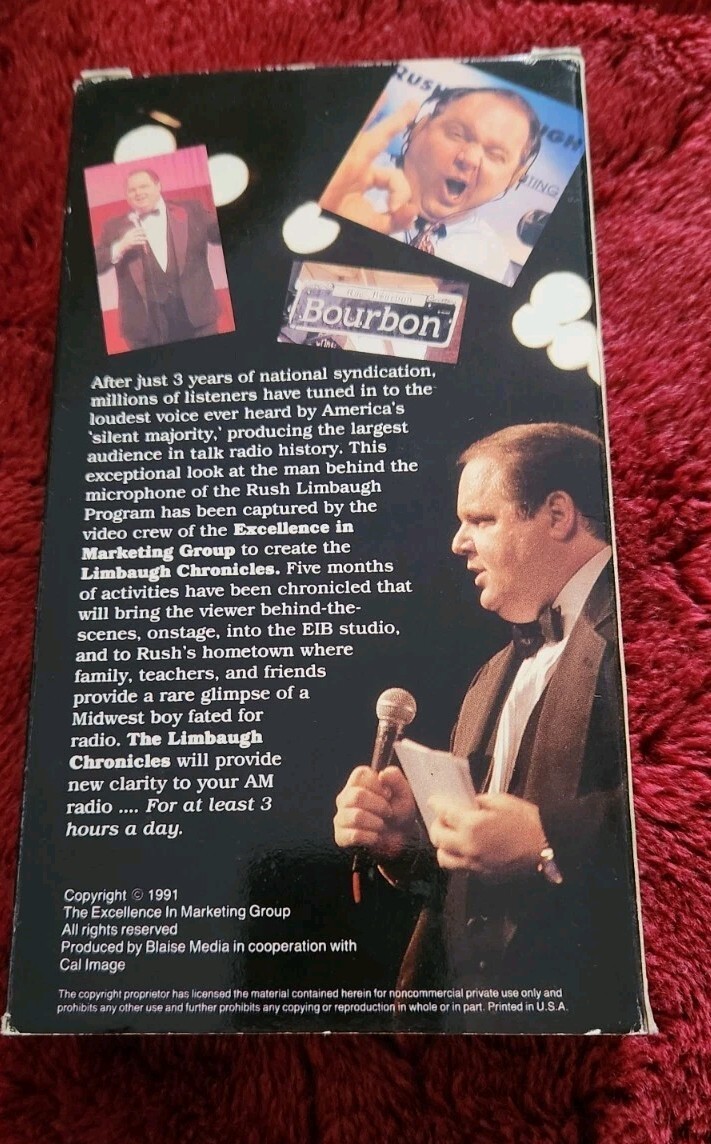 RUSH
IGH
TING
Bourbon
After just 3 years of national syndication,
millions of listeners have tuned in to the
loudest voice ever heard by America's
'silent majority,' producing the largest
audience in talk radio history. This
exceptional look at the man behind the
microphone of the Rush Limbaugh
Program has been captured by the
video crew of the Excellence in
Marketing Group to create the
Limbaugh Chronicles. Five months
of activities have been chronicled that
will bring the viewer behind-the-
scenes, onstage, into the EIB studio,
and to Rush's hometown where
family, teachers, and friends
provide a rare glimpse of a
Midwest boy fated for
radio. The Limbaugh
Chronicles will provide
new clarity to your AM
radio .... For at least 3
hours a day.
Copyright © 1991
The Excellence In Marketing Group
All rights reserved
Produced by Blaise Media in cooperation with
Cal Image
The copyright proprietor has licensed the material contained herein for noncommercial private use only and
prohibits any other use and further prohibits any copying or reproduction in whole or in part. Printed in U.S.A.